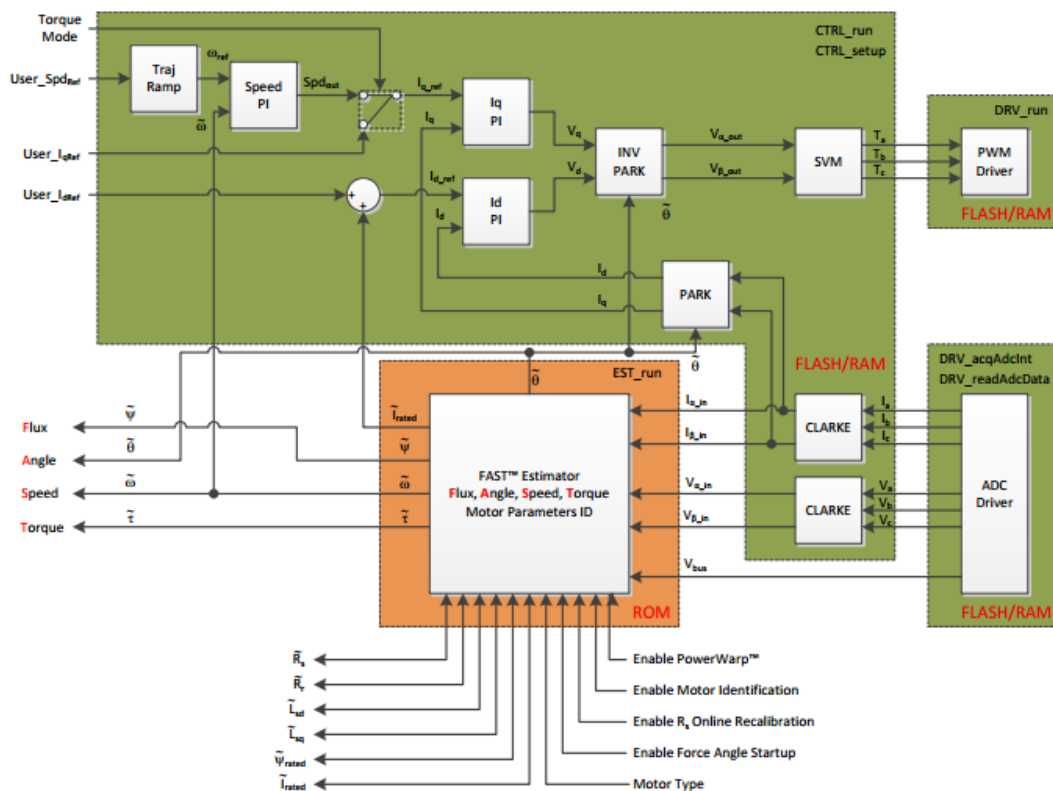 Torque
Mode
CTRL_run
CTRL_setup
User_SpdRef
Traj
Ramp
ωref
Speed
PI
Spdout
ω̃
Iq_ref
Iq
Iq
PI
User_IqRef
User_IdRef
+
+
Id_ref
Id
Id
PI
Vq
Vd
INV
PARK
θ̃
Vα_out
Vβ_out
SVM
Ta
Tb
Tc
DRV_run
PWM
Driver
FLASH/RAM
Id
Iq
PARK
θ̃
FLASH/RAM
DRV_acqAdcInt
DRV_readAdcData
EST_run
θ̃
Ĩrated
ψ̃
ω̃
τ̃
FAST™ Estimator
Flux, Angle, Speed, Torque
Motor Parameters ID
ROM
Iα_in
Iβ_in
Vα_in
Vβ_in
Vbus
CLARKE
CLARKE
Ia
Ib
Ic
Va
Vb
Vc
ADC
Driver
FLASH/RAM
Flux
ψ̃
Angle
θ̃
Speed
ω̃
Torque
τ̃
R̃s
R̃r
L̃sd
L̃sq
ψ̃rated
Ĩrated
Enable PowerWarp™
Enable Motor Identification
Enable Rs Online Recalibration
Enable Force Angle Startup
Motor Type